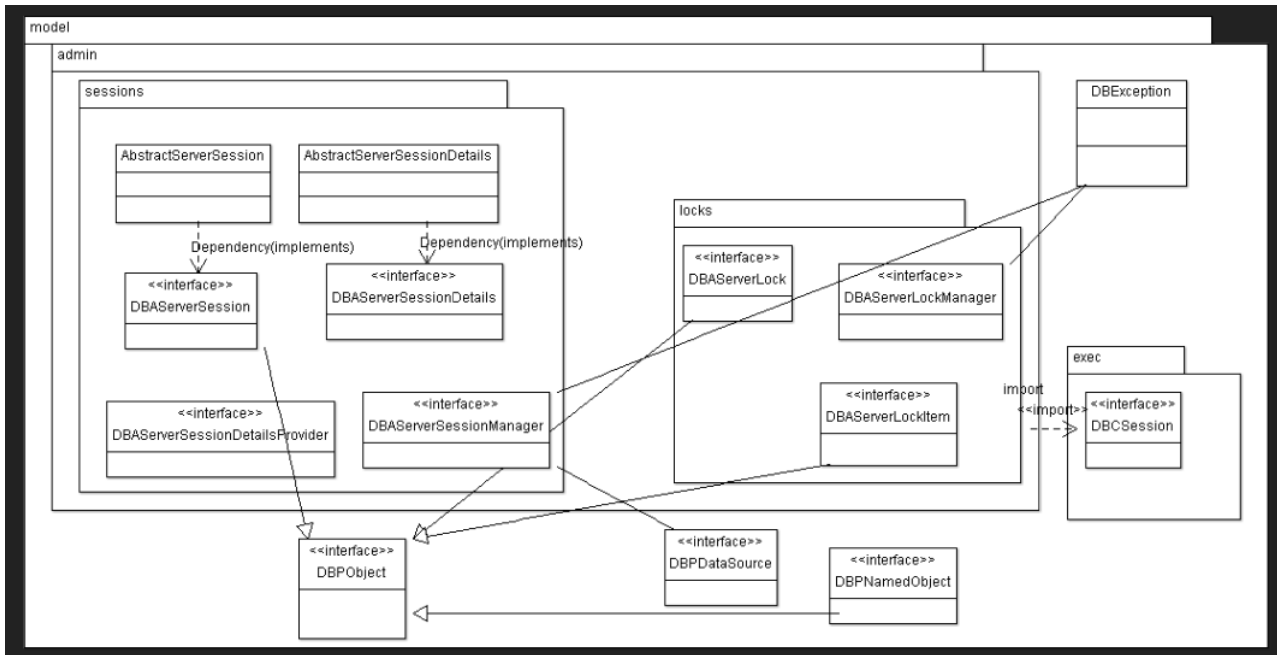 model
admin
sessions
DBException
AbstractServerSession
AbstractServerSessionDetails
locks
Dependency(implements)
Dependency(implements)
<<interface>>
DBAServerSession
<<interface>>
DBAServerSessionDetails
<<interface>>
DBAServerLock
<<interface>>
DBAServerLockManager
exec
<<interface>>
DBAServerSessionDetailsProvider
<<interface>>
DBAServerSessionManager
<<interface>>
DBAServerLockItem
import
<<import>>
<<interface>>
DBCSession
<<interface>>
DBPObject
<<interface>>
DBPDataSource
<<interface>>
DBPNamedObject